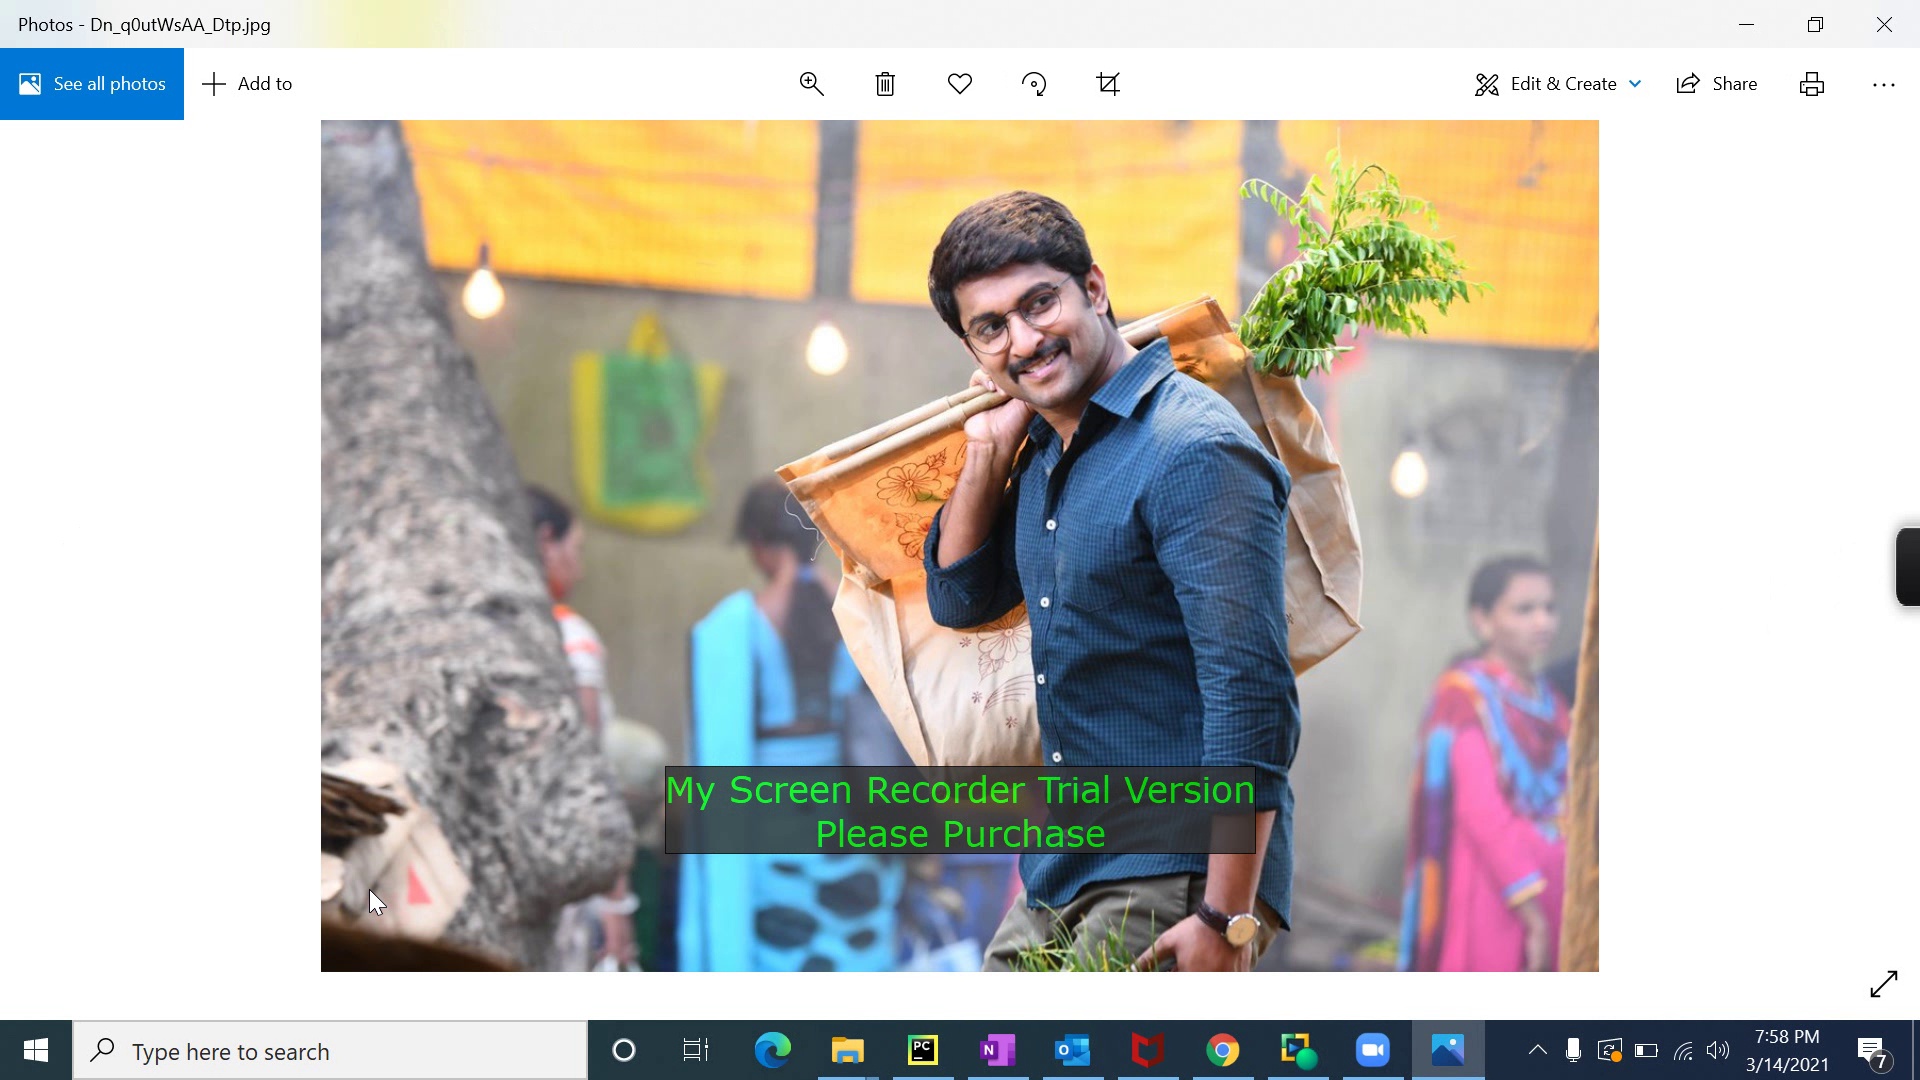 Photos - Dn_q0utWsAA_Dtp.jpg
See all photos
Add to
Edit & Create
Share
My Screen Recorder Trial Version
Please Purchase
Type here to search
PC
N
O
7:58 PM
3/14/2021
7